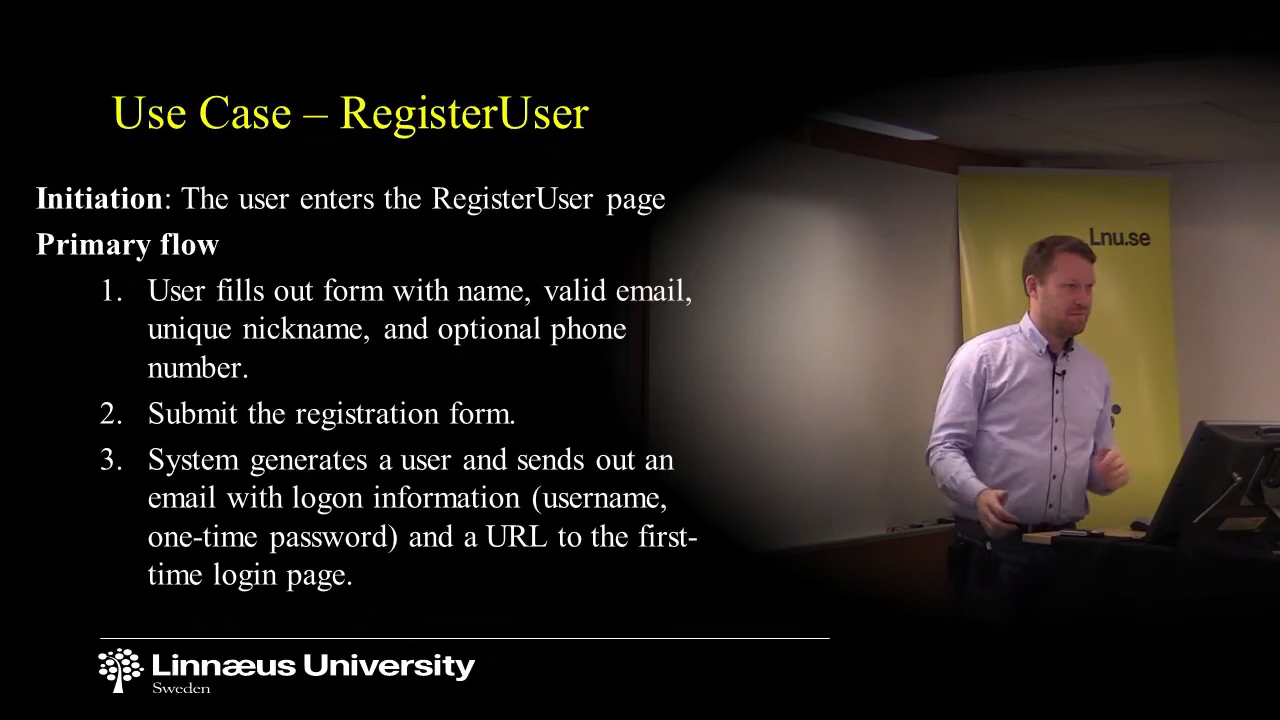 Use Case – RegisterUser
Initiation: The user enters the RegisterUser page
Primary flow
1. User fills out form with name, valid email,
unique nickname, and optional phone
number.
2. Submit the registration form.
3. System generates a user and sends out an
email with logon information (username,
one-time password) and a URL to the first-
time login page.
Lnu.se
Linnæus University
Sweden